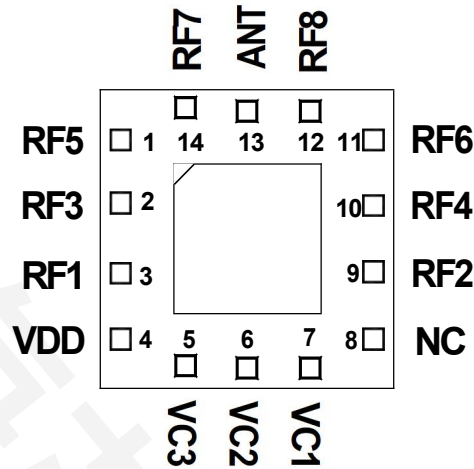 RF7 ANT RF8
14 13 12
RF5 1 11 RF6
RF3 2 10 RF4
RF1 3 9 RF2
VDD 4 8 NC
5 6 7
VC3 VC2 VC1